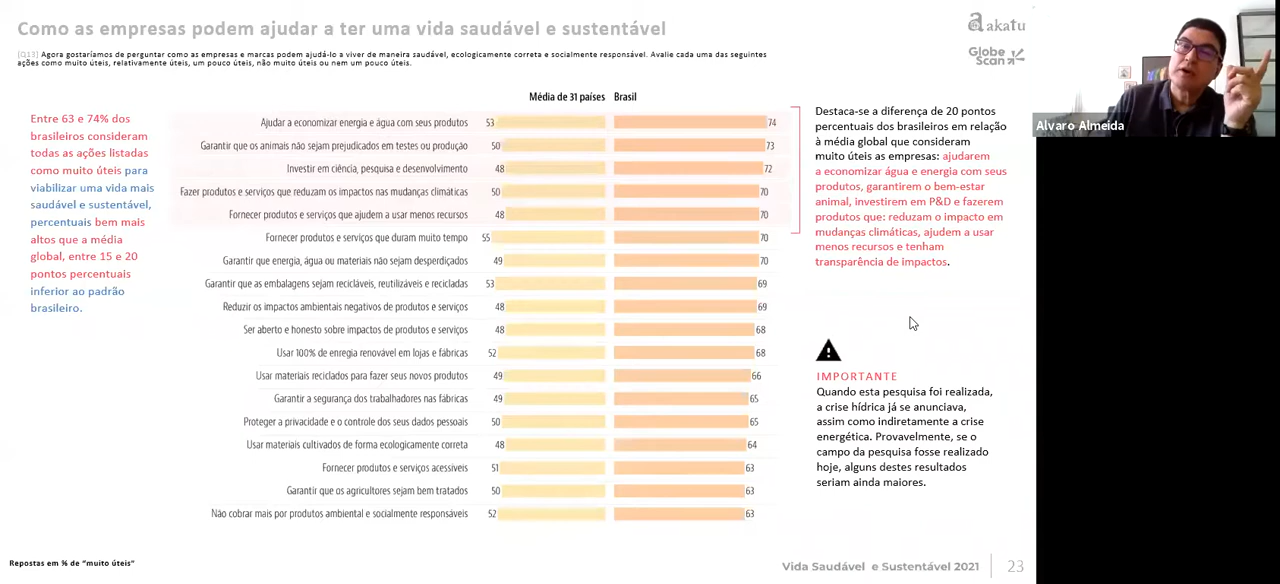 Como as empresas podem ajudar a ter uma vida saudável e sustentável
(Q13) Agora gostaríamos de perguntar como as empresas e marcas podem ajudá-lo a viver de maneira saudável, ecologicamente correta e socialmente responsável. Avalie cada uma das seguintes
ações como muito úteis, relativamente úteis, um pouco úteis, não muito úteis ou nem um pouco úteis.
akatu
Globe
Scan
Alvaro Almeida
Entre 63 e 74% dos
brasileiros consideram
todas as ações listadas
como muito úteis para
viabilizar uma vida mais
saudável e sustentável,
percentuais bem mais
altos que a média
global, entre 15 e 20
pontos percentuais
inferior ao padrão
brasileiro.
Média de 31 países Brasil
Ajudar a economizar energia e água com seus produtos 53 74
Garantir que os animais não sejam prejudicados em testes ou produção 50 73
Investir em ciência, pesquisa e desenvolvimento 48 72
Fazer produtos e serviços que reduzam os impactos nas mudanças climáticas 50 70
Fornecer produtos e serviços que ajudem a usar menos recursos 48 70
Fornecer produtos e serviços que duram muito tempo 55 70
Garantir que energia, água ou materiais não sejam desperdiçados 49 70
Garantir que as embalagens sejam recicláveis, reutilizáveis e recicladas 53 69
Reduzir os impactos ambientais negativos de produtos e serviços 48 69
Ser aberto e honesto sobre impactos de produtos e serviços 48 68
Usar 100% de enregia renovável em lojas e fábricas 52 68
Usar materiais reciclados para fazer seus novos produtos 49 66
Garantir a segurança dos trabalhadores nas fábricas 49 65
Proteger a privacidade e o controle dos seus dados pessoais 50 65
Usar materiais cultivados de forma ecologicamente correta 48 64
Fornecer produtos e serviços acessíveis 51 63
Garantir que os agricultores sejam bem tratados 50 63
Não cobrar mais por produtos ambiental e socialmente responsáveis 52 63
Destaca-se a diferença de 20 pontos
percentuais dos brasileiros em relação
à média global que consideram
muito úteis as empresas: ajudarem
a economizar água e energia com seus
produtos, garantirem o bem-estar
animal, investirem em P&D e fazerem
produtos que: reduzam o impacto em
mudanças climáticas, ajudem a usar
menos recursos e tenham
transparência de impactos.
IMPORTANTE
Quando esta pesquisa foi realizada,
a crise hídrica já se anunciava,
assim como indiretamente a crise
energética. Provavelmente, se o
campo da pesquisa fosse realizado
hoje, alguns destes resultados
seriam ainda maiores.
Repostas em % de "muito úteis"
Vida Saudável e Sustentável 2021 23